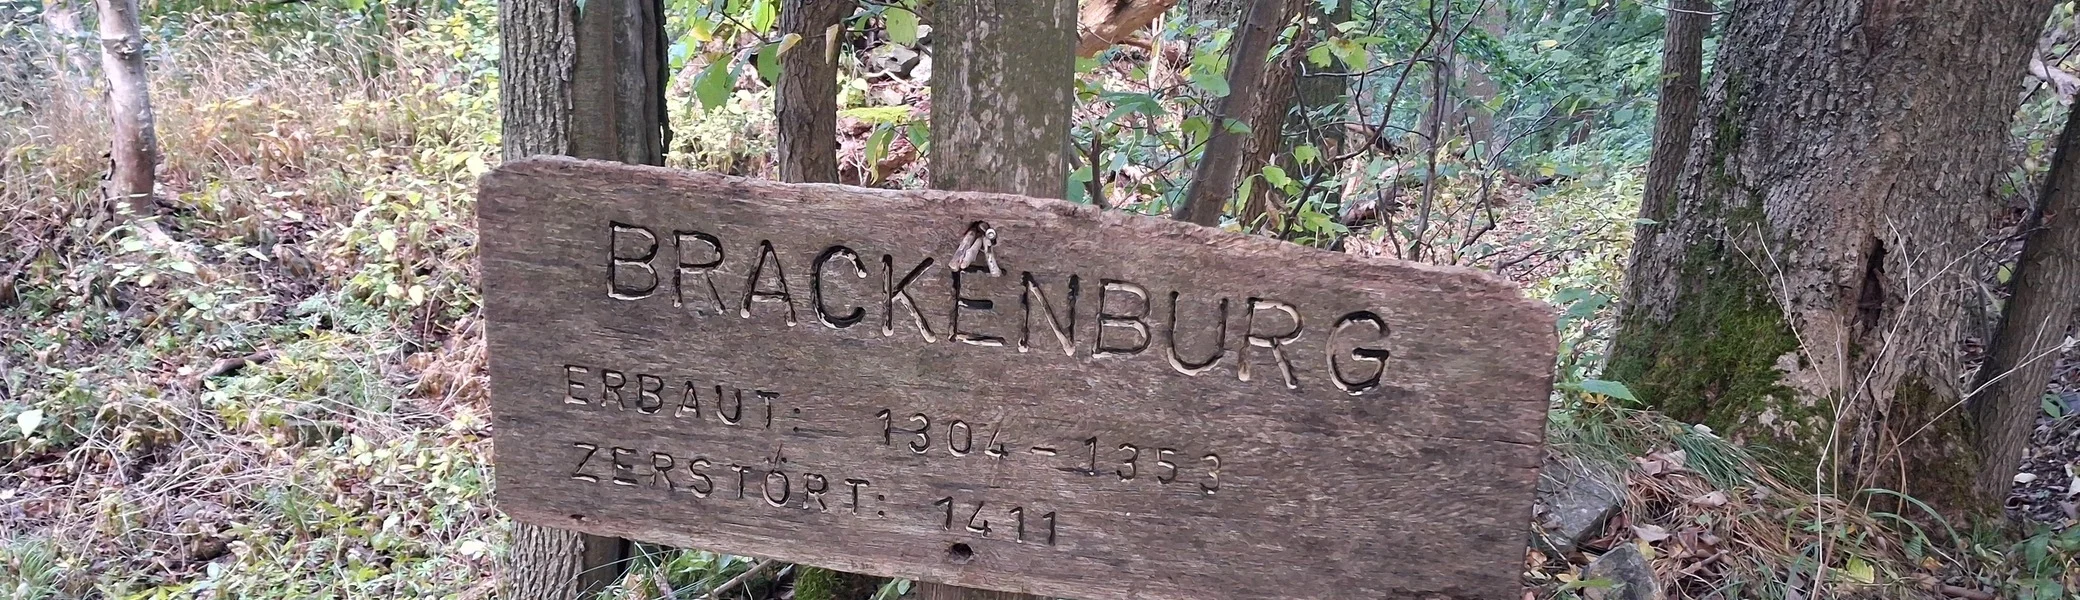 BRACKENBURG
ERBAUT: 1304-1353
ZERSTÖRT: 1411